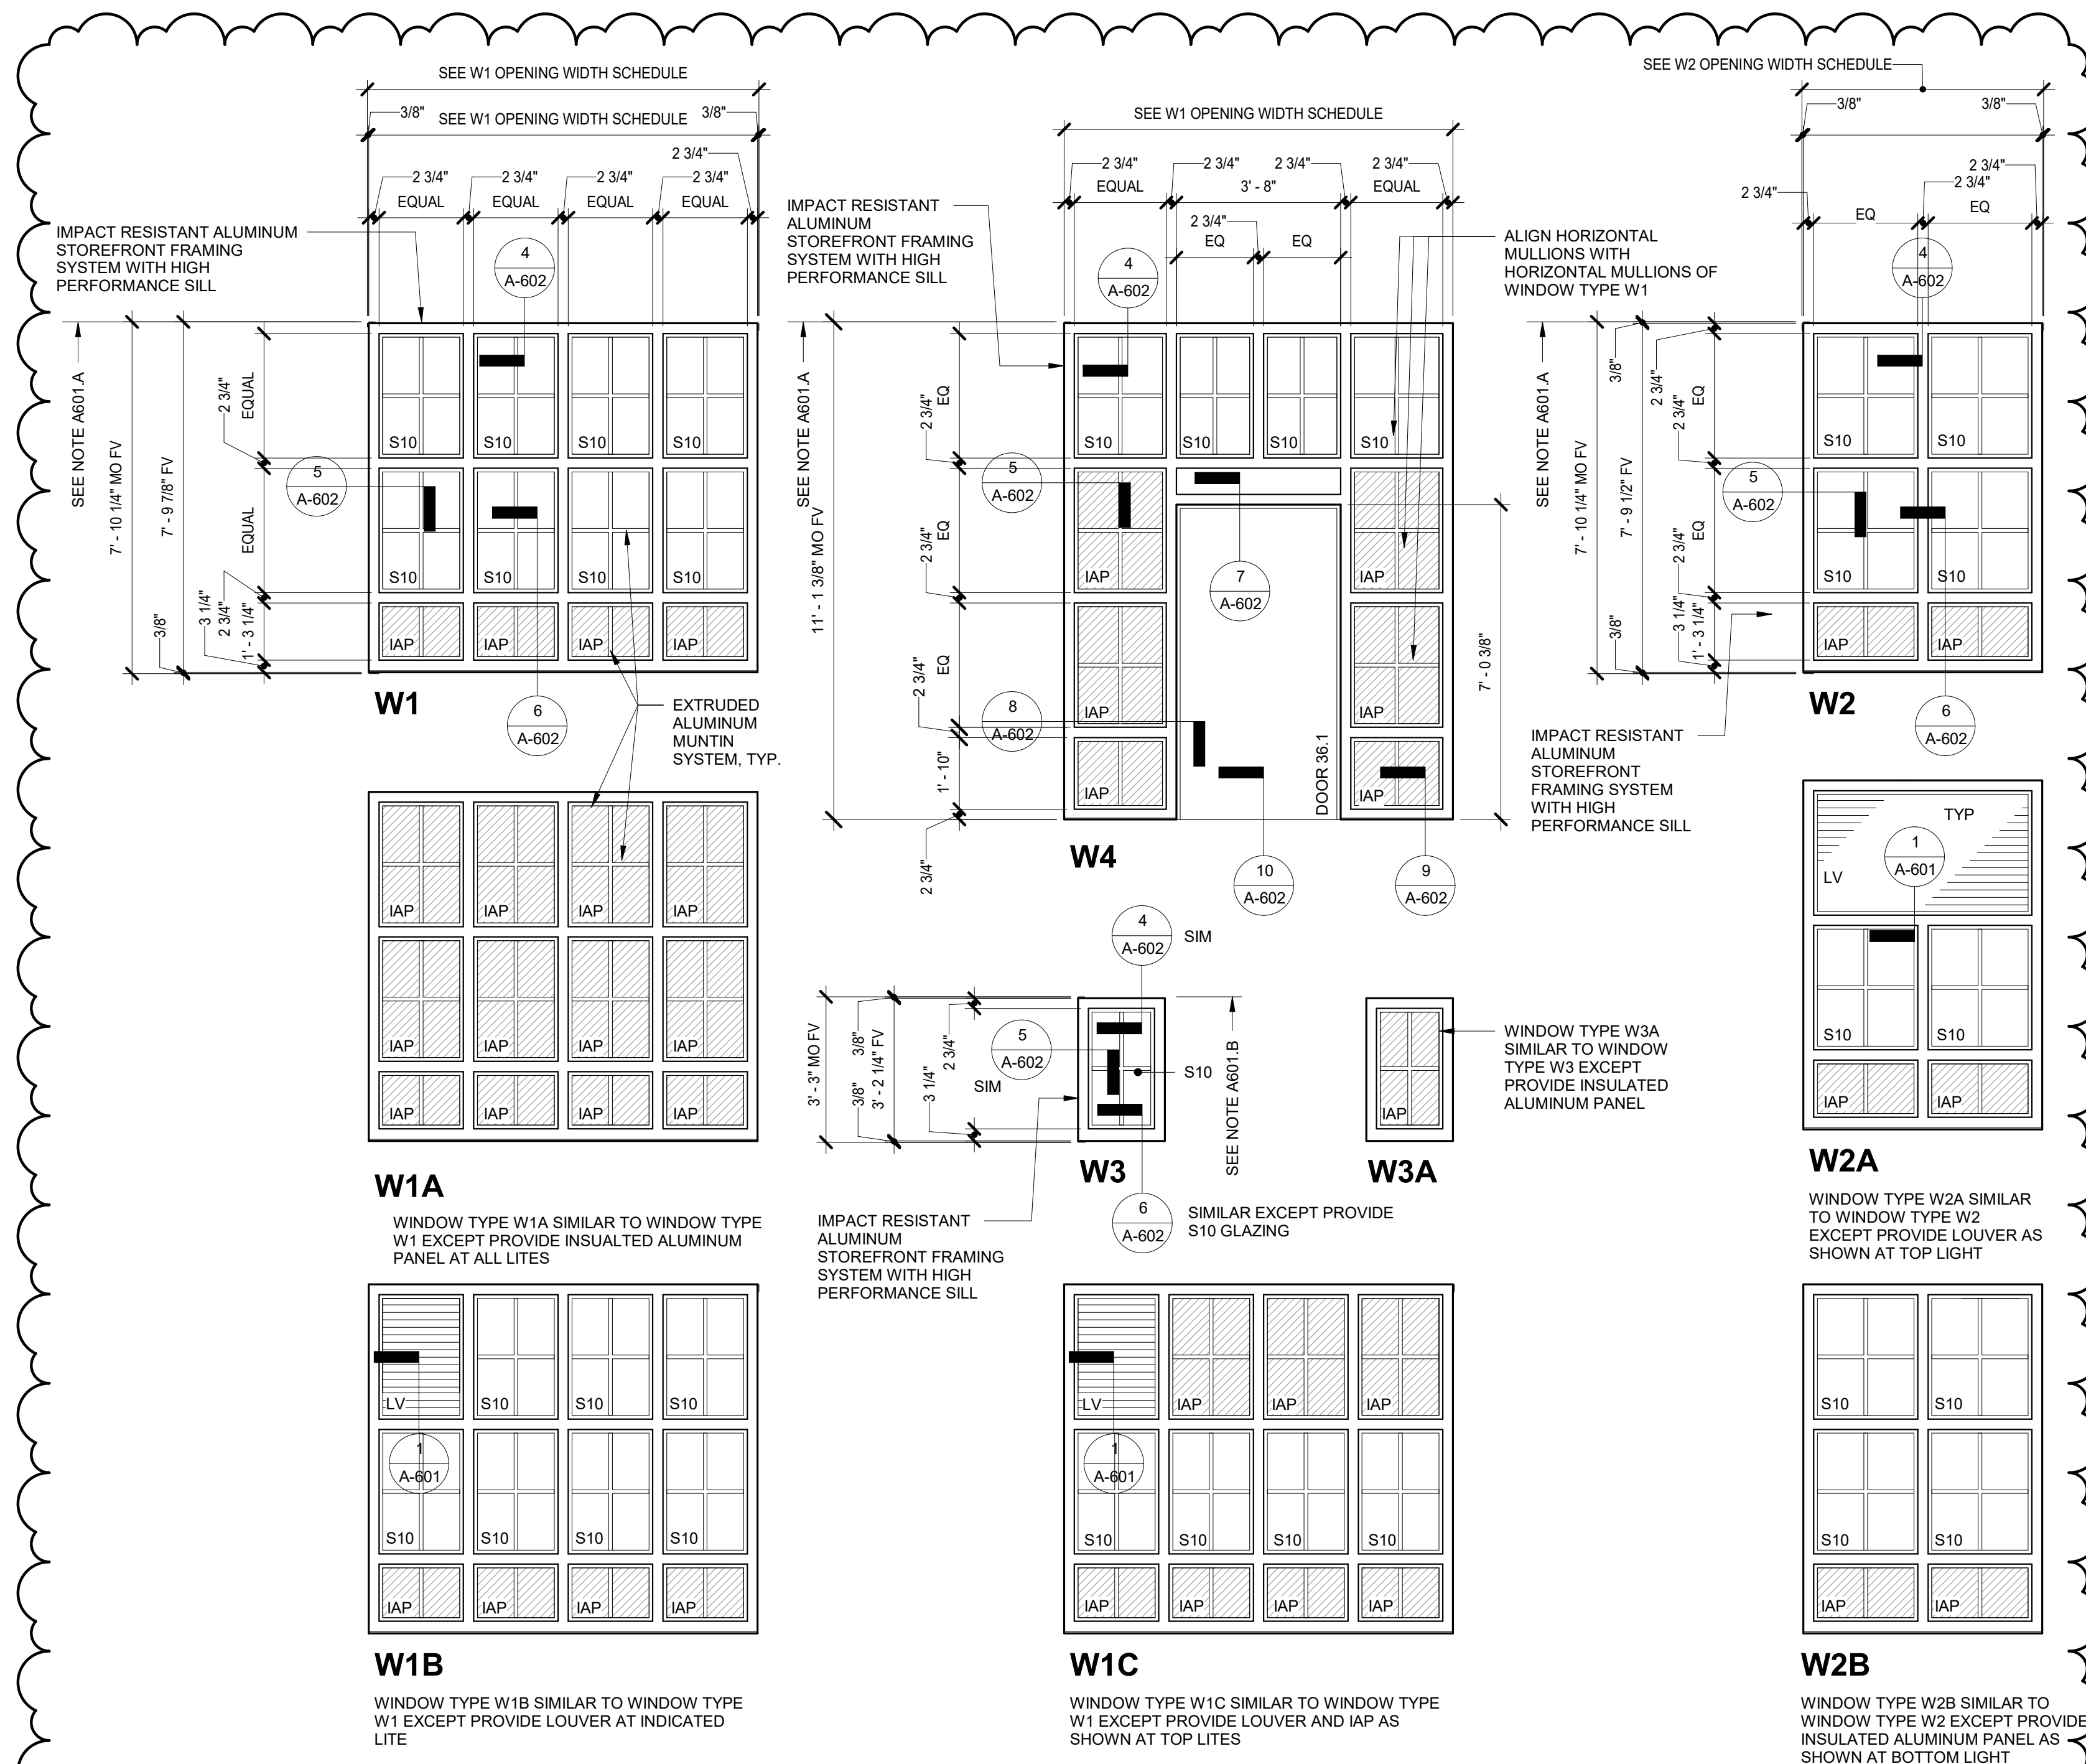 SEE W1 OPENING WIDTH SCHEDULE
3/8"
SEE W1 OPENING WIDTH SCHEDULE
3/8"
2 3/4"
2 3/4"
2 3/4"
2 3/4"
2 3/4"
EQUAL
EQUAL
EQUAL
EQUAL
IMPACT RESISTANT ALUMINUM
STOREFRONT FRAMING
SYSTEM WITH HIGH
PERFORMANCE SILL
4
A-602
SEE NOTE A601.A
7' - 10 1/4" MO FV
7' - 9 7/8" FV
3/8"
2 3/4"
EQUAL
EQUAL
3 1/4"
2 3/4"
1' - 3 1/4"
5
A-602
S10
S10
S10
S10
S10
S10
S10
S10
IAP
IAP
IAP
IAP
W1
6
A-602
EXTRUDED
ALUMINUM
MUNTIN
SYSTEM, TYP.
SEE W1 OPENING WIDTH SCHEDULE
2 3/4"
2 3/4"
2 3/4"
2 3/4"
EQUAL
3' - 8"
EQUAL
2 3/4"
EQ
EQ
IMPACT RESISTANT
ALUMINUM
STOREFRONT FRAMING
SYSTEM WITH HIGH
PERFORMANCE SILL
4
A-602
ALIGN HORIZONTAL
MULLIONS WITH
HORIZONTAL MULLIONS OF
WINDOW TYPE W1
SEE NOTE A601.A
11' - 1 3/8" MO FV
2 3/4"
EQ
2 3/4"
EQ
2 3/4"
EQ
1' - 10"
2 3/4"
5
A-602
8
A-602
S10
S10
S10
S10
IAP
IAP
7
A-602
IAP
IAP
IAP
IAP
DOOR 36.1
7' - 0 3/8"
W4
10
A-602
9
A-602
SEE W2 OPENING WIDTH SCHEDULE
3/8"
3/8"
2 3/4"
2 3/4"
2 3/4"
EQ
EQ
4
A-602
SEE NOTE A601.A
7' - 10 1/4" MO FV
3/8"
7' - 9 1/2" FV
3/8"
2 3/4"
2 3/4"
EQ
2 3/4"
EQ
3 1/4"
1' - 3 1/4"
5
A-602
S10
S10
S10
S10
IAP
IAP
W2
6
A-602
IMPACT RESISTANT
ALUMINUM
STOREFRONT
FRAMING SYSTEM
WITH HIGH
PERFORMANCE SILL
IAP
IAP
IAP
IAP
IAP
IAP
IAP
IAP
IAP
IAP
IAP
IAP
W1A
WINDOW TYPE W1A SIMILAR TO WINDOW TYPE
W1 EXCEPT PROVIDE INSUALTED ALUMINUM
PANEL AT ALL LITES
4
A-602
SIM
3' - 3" MO FV
3/8"
3/8"
3' - 2 1/4" FV
3 1/4"
2 3/4"
5
A-602
SIM
S10
SEE NOTE A601.B
W3
6
A-602
SIMILAR EXCEPT PROVIDE
S10 GLAZING
IMPACT RESISTANT
ALUMINUM
STOREFRONT FRAMING
SYSTEM WITH HIGH
PERFORMANCE SILL
IAP
W3A
WINDOW TYPE W3A
SIMILAR TO WINDOW
TYPE W3 EXCEPT
PROVIDE INSULATED
ALUMINUM PANEL
TYP
1
A-601
LV
S10
S10
IAP
IAP
W2A
WINDOW TYPE W2A SIMILAR
TO WINDOW TYPE W2
EXCEPT PROVIDE LOUVER AS
SHOWN AT TOP LIGHT
LV
S10
S10
S10
1
A-601
S10
S10
S10
S10
IAP
IAP
IAP
IAP
W1B
WINDOW TYPE W1B SIMILAR TO WINDOW TYPE
W1 EXCEPT PROVIDE LOUVER AT INDICATED
LITE
LV
IAP
IAP
IAP
1
A-601
S10
S10
S10
S10
IAP
IAP
IAP
IAP
W1C
WINDOW TYPE W1C SIMILAR TO WINDOW TYPE
W1 EXCEPT PROVIDE LOUVER AND IAP AS
SHOWN AT TOP LITES
S10
S10
S10
S10
IAP
IAP
W2B
WINDOW TYPE W2B SIMILAR TO
WINDOW TYPE W2 EXCEPT PROVIDE
INSULATED ALUMINUM PANEL AS
SHOWN AT BOTTOM LIGHT